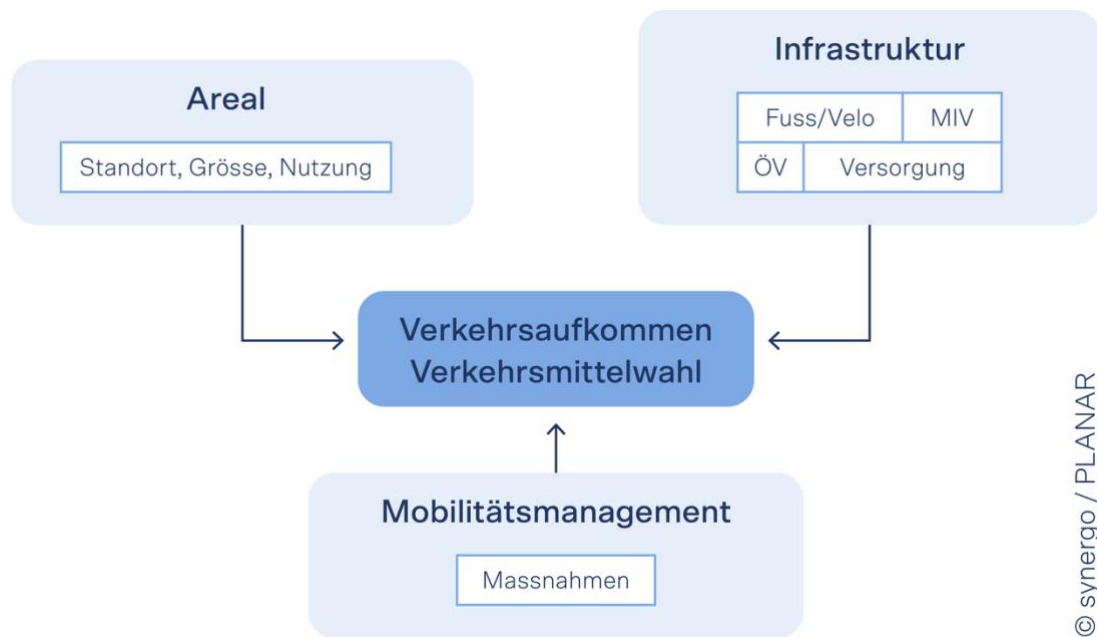 Areal
Standort, Grösse, Nutzung
Infrastruktur
Fuss/Velo
MIV
ÖV
Versorgung
Verkehrsaufkommen
Verkehrsmittelwahl
Mobilitätsmanagement
Massnahmen
© synergo / PLANAR